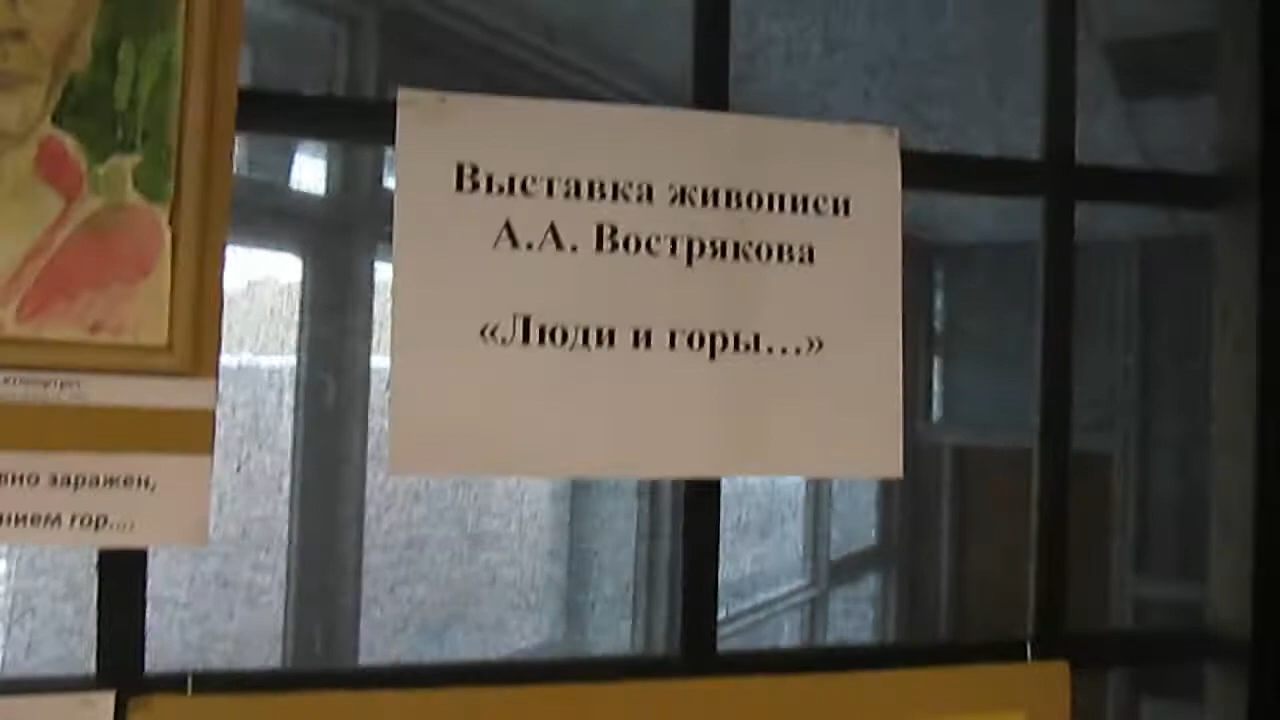 Выставка живописи
А.А. Вострякова
«Люди и горы...»
заражен,
гор....